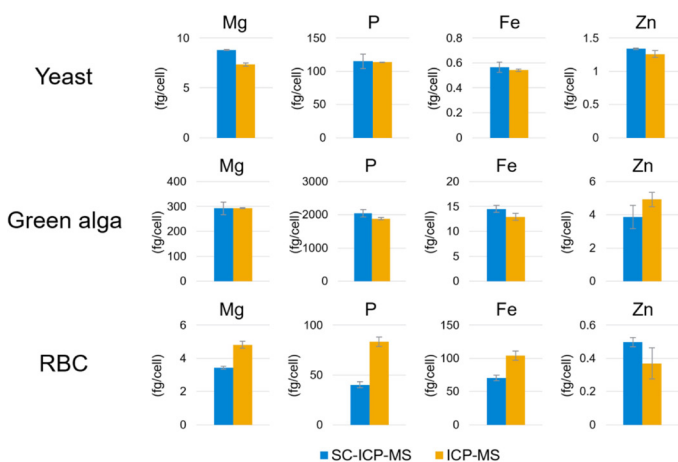 Mg P Fe Zn
Yeast
(fg/cell) 10 5 0
(fg/cell) 150 100 50 0
(fg/cell) 0.8 0.6 0.4 0.2 0
(fg/cell) 1.5 1 0.5 0
Mg P Fe Zn
Green alga
(fg/cell) 400 300 200 100 0
(fg/cell) 3000 2000 1000 0
(fg/cell) 20 15 10 5 0
(fg/cell) 6 4 2 0
Mg P Fe Zn
RBC
(fg/cell) 6 4 2 0
(fg/cell) 100 50 0
(fg/cell) 150 100 50 0
(fg/cell) 0.6 0.4 0.2 0
SC-ICP-MS ICP-MS